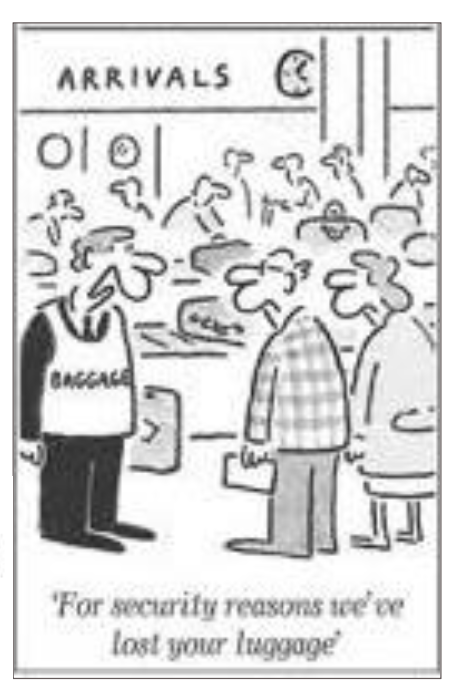 ARRIVALS
BAGGAGE
'For security reasons we've
lost your luggage'